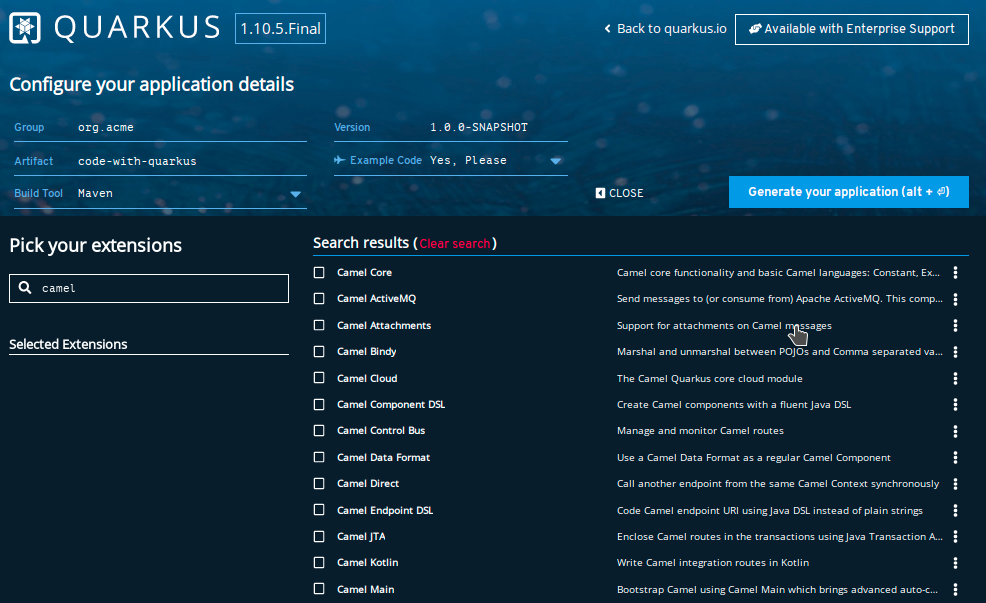 QUARKUS 1.10.5.Final
Back to quarkus.io
Available with Enterprise Support
Configure your application details
Group org.acme
Version 1.0.0-SNAPSHOT
Artifact code-with-quarkus
Example Code Yes, Please
Build Tool Maven
CLOSE
Generate your application (alt + ⏎)
Pick your extensions
camel
Selected Extensions
Search results (Clear search)
Camel Core Camel core functionality and basic Camel languages: Constant, Ex...
Camel ActiveMQ Send messages to (or consume from) Apache ActiveMQ. This comp...
Camel Attachments Support for attachments on Camel messages
Camel Bindy Marshal and unmarshal between POJOs and Comma separated va...
Camel Cloud The Camel Quarkus core cloud module
Camel Component DSL Create Camel components with a fluent Java DSL
Camel Control Bus Manage and monitor Camel routes
Camel Data Format Use a Camel Data Format as a regular Camel Component
Camel Direct Call another endpoint from the same Camel Context synchronously
Camel Endpoint DSL Code Camel endpoint URI using Java DSL instead of plain strings
Camel JTA Enclose Camel routes in the transactions using Java Transaction A...
Camel Kotlin Write Camel integration routes in Kotlin
Camel Main Bootstrap Camel using Camel Main which brings advanced auto-c...